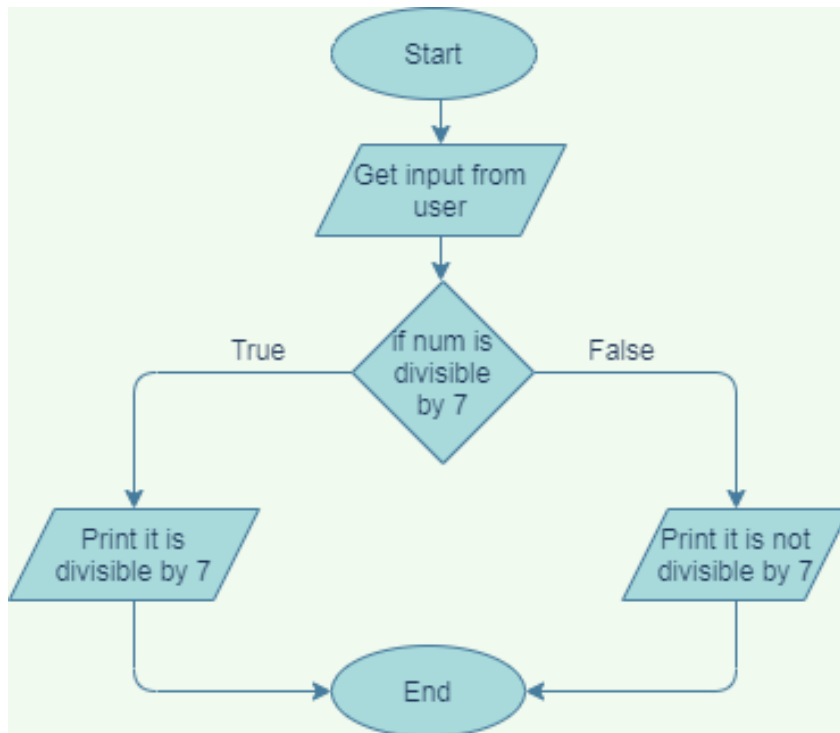 Start
Get input from
user
if num is
divisible
by 7
True
False
Print it is
divisible by 7
Print it is not
divisible by 7
End